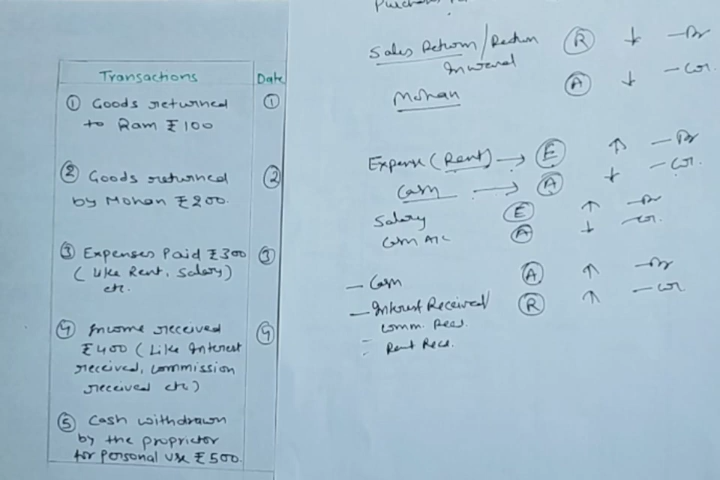 Transactions
Date
① Goods returned
to Ram ₹100
①
② Goods returned
by Mohan ₹200.
②
③ Expenses Paid ₹300
(Like Rent, Salary)
etc.
③
④ Income received
₹400 (Like Interest
received, commission
received etc)
④
⑤ Cash withdrawn
by the proprietor
for personal use ₹500.
Sales Return/Return Ⓡ ↓ - Dr
Inward
Mohan Ⓐ ↓ - Cr.
Expense (Rent) → Ⓔ ↑ - Dr
Cash → Ⓐ ↓ - Cr.
Salary Ⓔ ↑ - Dr
Cash A/c Ⓐ ↓ - Cr.
- Cash Ⓐ ↑ - Dr
- Interest Received Ⓡ ↑ - Cr
- Comm. Recd.
- Rent Recd.